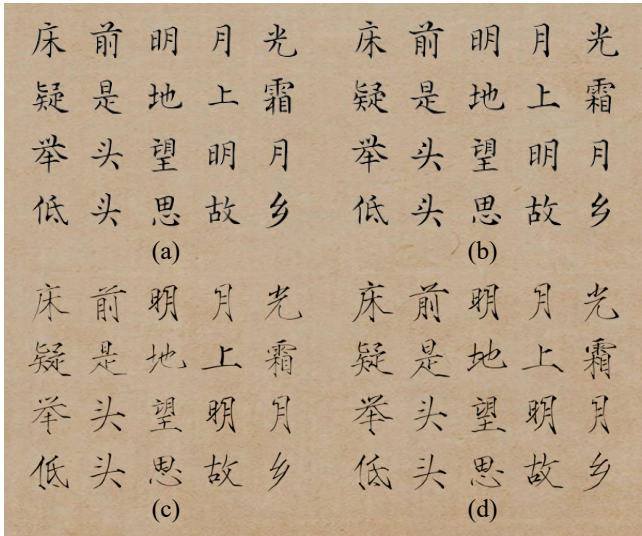 床前明月光
疑是地上霜
举头望明月
低头思故乡
(a)
床前明月光
疑是地上霜
举头望明月
低头思故乡
(b)
床前明月光
疑是地上霜
举头望明月
低头思故乡
(c)
床前明月光
疑是地上霜
举头望明月
低头思故乡
(d)